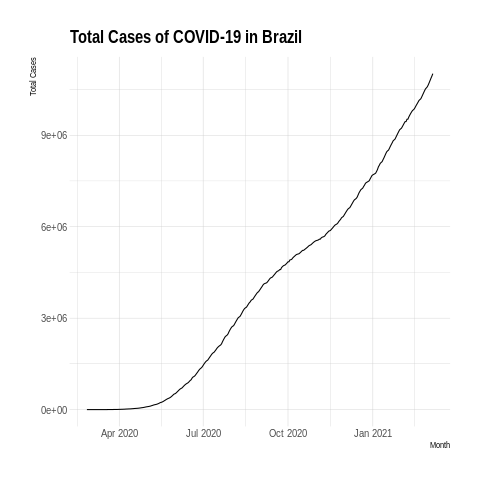 Total Cases of COVID-19 in Brazil
Total Cases
9e+06
6e+06
3e+06
0e+00
Apr 2020 Jul 2020 Oct 2020 Jan 2021
Month